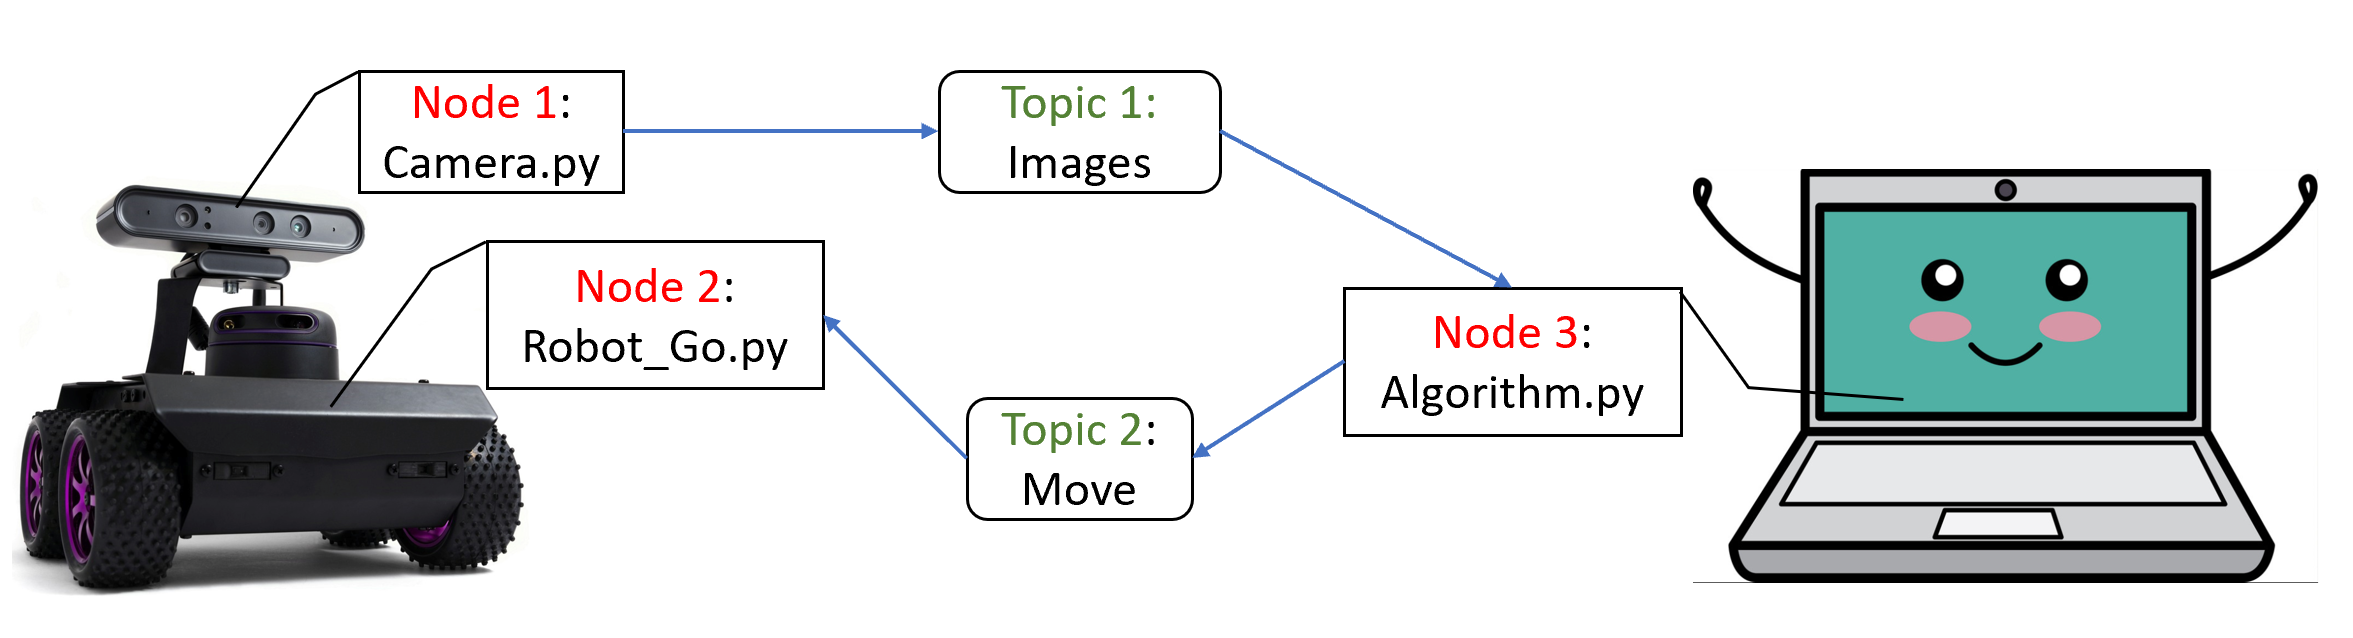 Node 1:
Camera.py
Topic 1:
Images
Node 2:
Robot_Go.py
Node 3:
Algorithm.py
Topic 2:
Move